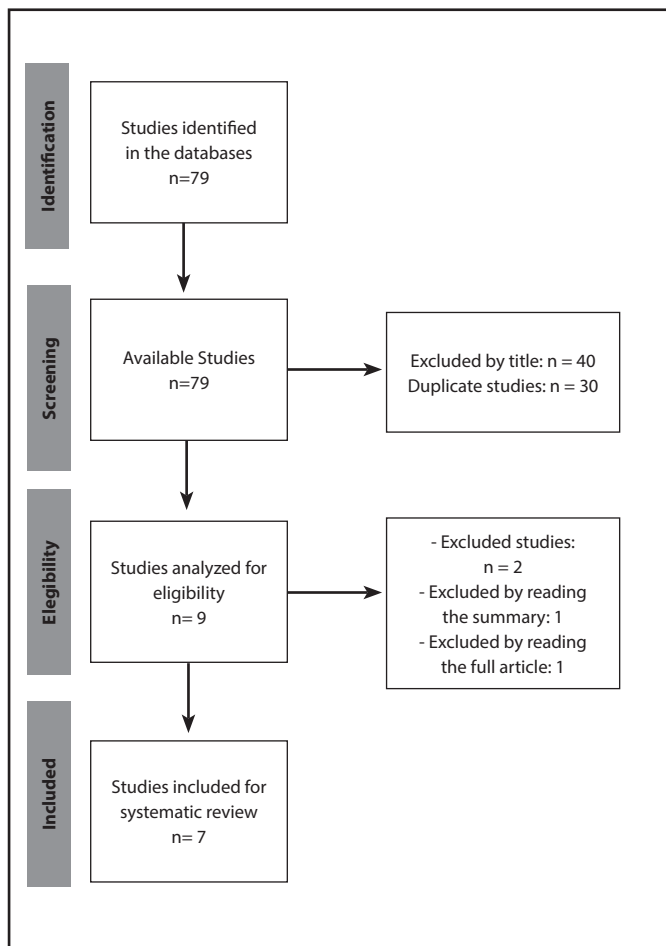 Identification
Studies identified
in the databases
n=79
Screening
Available Studies
n=79
Excluded by title: n = 40
Duplicate studies: n = 30
Elegibility
Studies analyzed for
eligibility
n= 9
- Excluded studies:
n = 2
- Excluded by reading
the summary: 1
- Excluded by reading
the full article: 1
Included
Studies included for
systematic review
n= 7